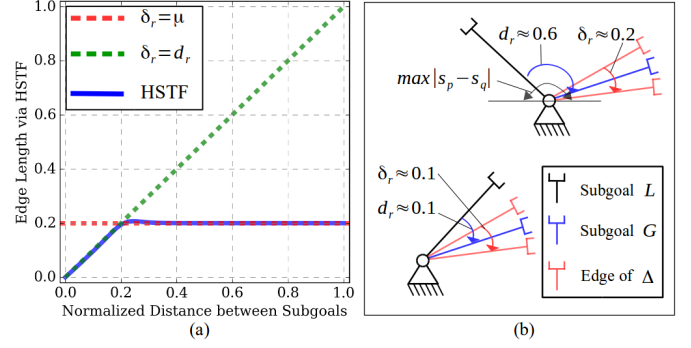 (a)
1.0
0.8
0.6
0.4
0.2
0.0
Edge Length via HSTF
δr=μ
δr=dr
HSTF
0.0 0.2 0.4 0.6 0.8 1.0
Normalized Distance between Subgoals
(a)
(b)
dr≈0.6
δr≈0.2
max|sp−sq|
δr≈0.1
dr≈0.1
Subgoal L
Subgoal G
Edge of Δ
(b)